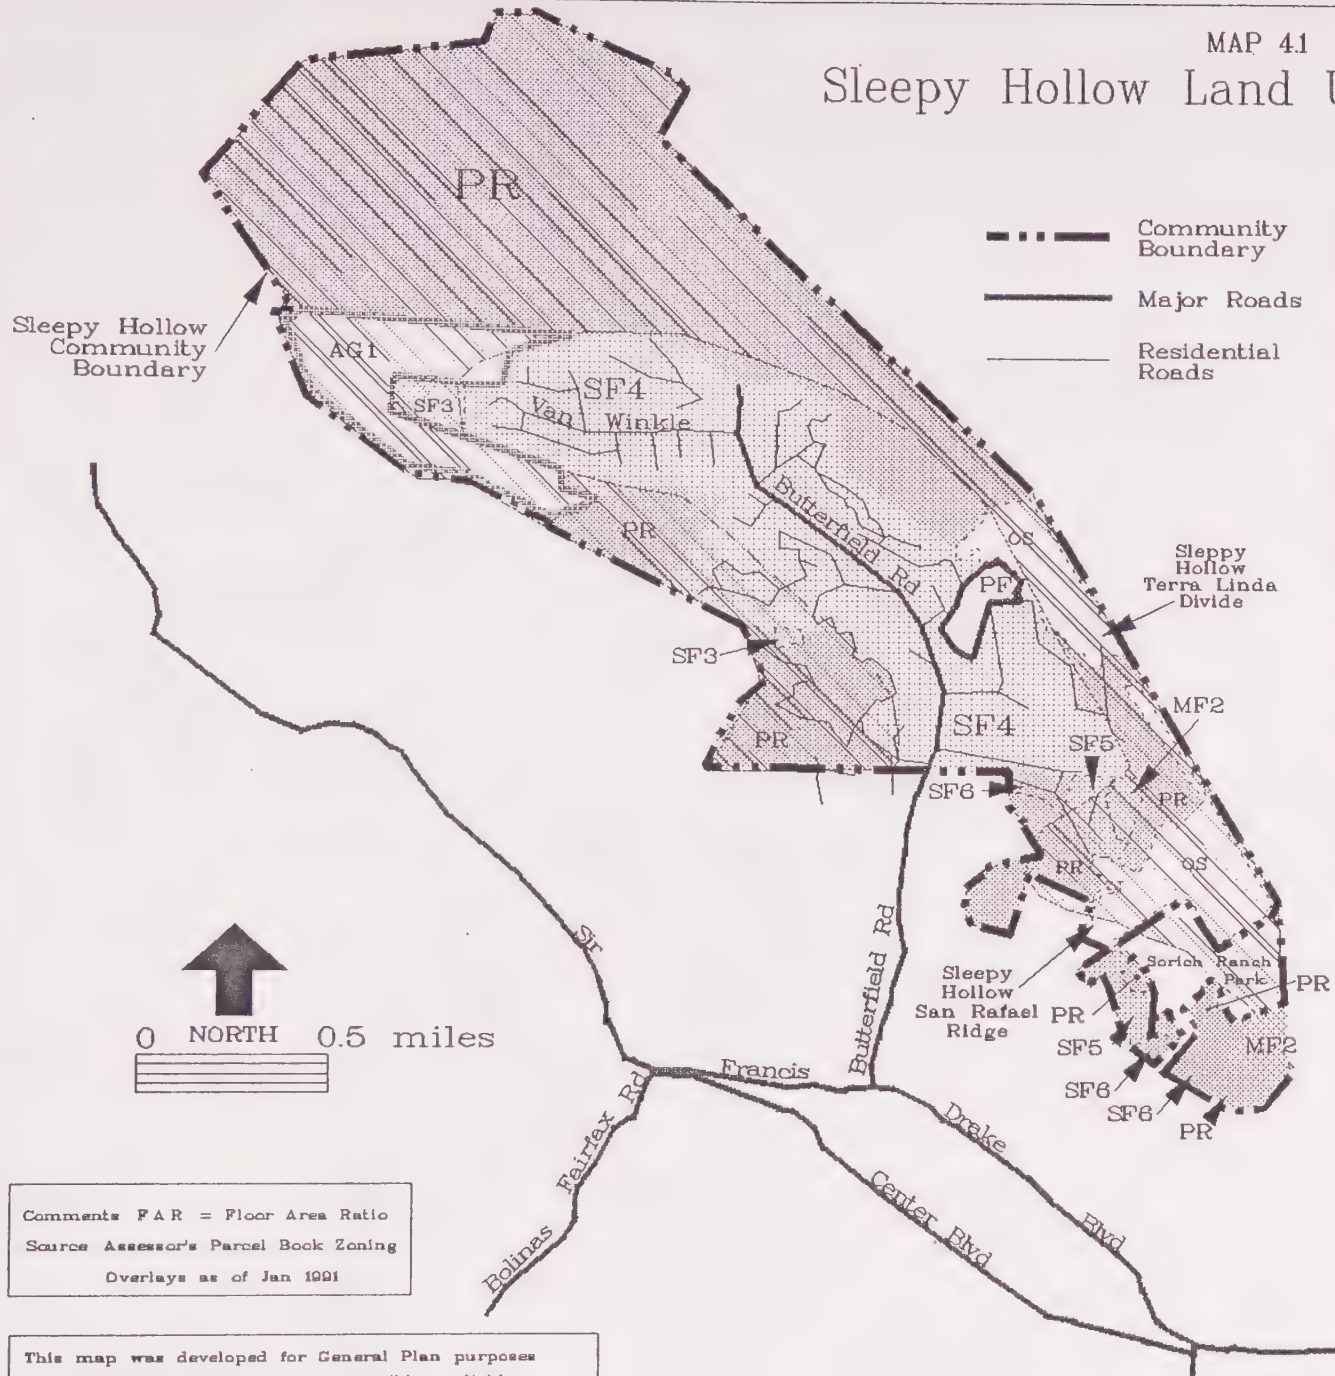 MAP 4.1
Sleepy Hollow Land
Community
Boundary
Major Roads
Residential
Roads
PR
Sleepy Hollow
Community
Boundary
AG1
SF3
SF4
Van Winkle
Butterfield Rd
PR
OS
PF
Sleppy
Hollow
Terra Linda
Divide
SF3
PR
SF4
MF2
SF5
SF6
PR
PR
OS
Sorich Ranch
Park
PR
Sleepy
Hollow
San Rafael
Ridge
PR
SF5
SF6
SF6
PR
MF2
Butterfield Rd
NORTH
0 0.5 miles
Sir
Francis
Drake
Blvd
Center Blvd
Fairfax Rd
Bolinas
Comments FAR = Floor Area Ratio
Source Assessor's Parcel Book Zoning
Overlays as of Jan 1991
This map was developed for General Plan purposes